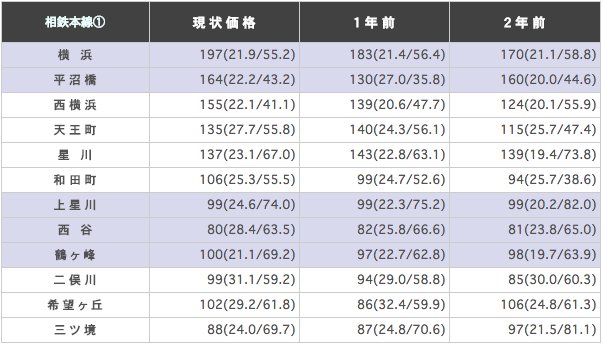 相鉄本線① 現状価格 1年前 2年前
横浜 197(21.9/55.2) 183(21.4/56.4) 170(21.1/58.8)
平沼橋 164(22.2/43.2) 130(27.0/35.8) 160(20.0/44.6)
西横浜 155(22.1/41.1) 139(20.6/47.7) 124(20.1/55.9)
天王町 135(27.7/55.8) 140(24.3/56.1) 115(25.7/47.4)
星川 137(23.1/67.0) 143(22.8/63.1) 139(19.4/73.8)
和田町 106(25.3/55.5) 99(24.7/52.6) 94(25.7/38.6)
上星川 99(24.6/74.0) 99(22.3/75.2) 99(20.2/82.0)
西谷 80(28.4/63.5) 82(25.8/66.6) 81(23.8/65.0)
鶴ヶ峰 100(21.1/69.2) 97(22.7/62.8) 98(19.7/63.9)
二俣川 99(31.1/59.2) 94(29.0/58.8) 85(30.0/60.3)
希望ヶ丘 102(29.2/61.8) 86(32.4/59.9) 106(24.8/61.3)
三ツ境 88(24.0/69.7) 87(24.8/70.6) 97(21.5/81.1)